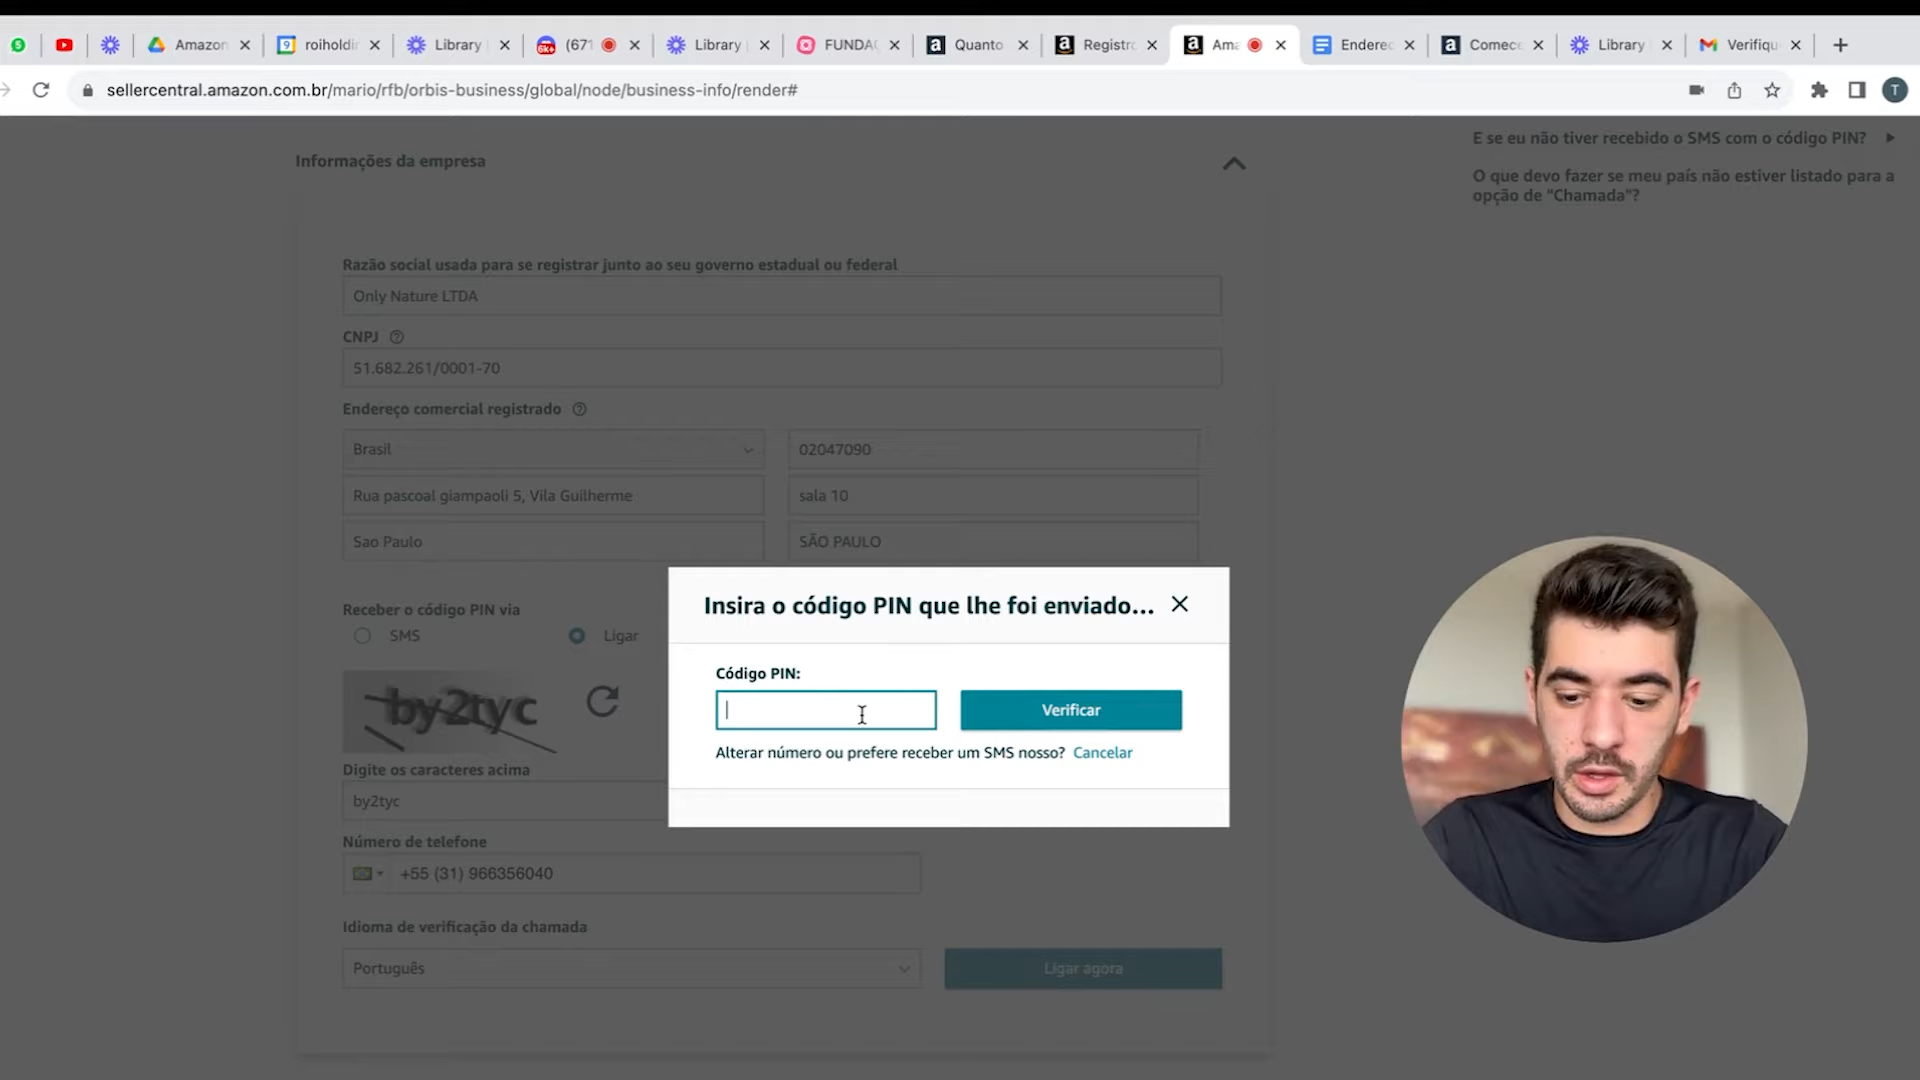 Amazon
roiholdin
Library
(671
Library
FUNDA
Quanto
Registro
Ama
Enderec
Comece
Library
Verifiqu
sellercentral.amazon.com.br/mario/rfb/orbis-business/global/node/business-info/render#
T
E se eu não tiver recebido o SMS com o código PIN?
O que devo fazer se meu país não estiver listado para a
opção de "Chamada"?
Informações da empresa
Razão social usada para se registrar junto ao seu governo estadual ou federal
Only Nature LTDA
CNPJ
51.682.261/0001-70
Endereço comercial registrado
Brasil
02047090
Rua pascoal giampaoli 5, Vila Guilherme
sala 10
Sao Paulo
SÃO PAULO
Receber o código PIN via
SMS
Ligar
by2tyc
Digite os caracteres acima
by2tyc
Número de telefone
+55 (31) 966356040
Idioma de verificação da chamada
Português
Ligar agora
Insira o código PIN que lhe foi enviado...
Código PIN:
Verificar
Alterar número ou prefere receber um SMS nosso? Cancelar